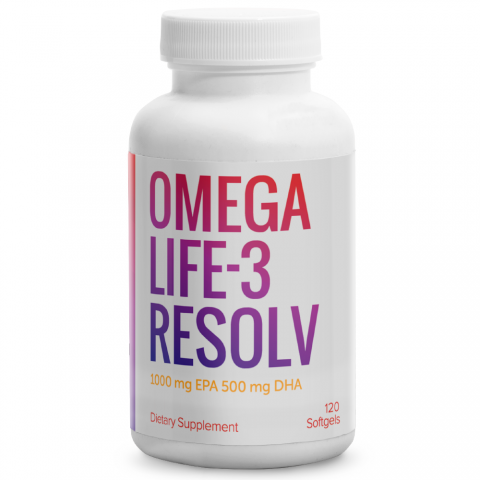 OMEGA
LIFE-3
RESOLV
1000 mg EPA 500 mg DHA
Dietary Supplement
120
Softgels